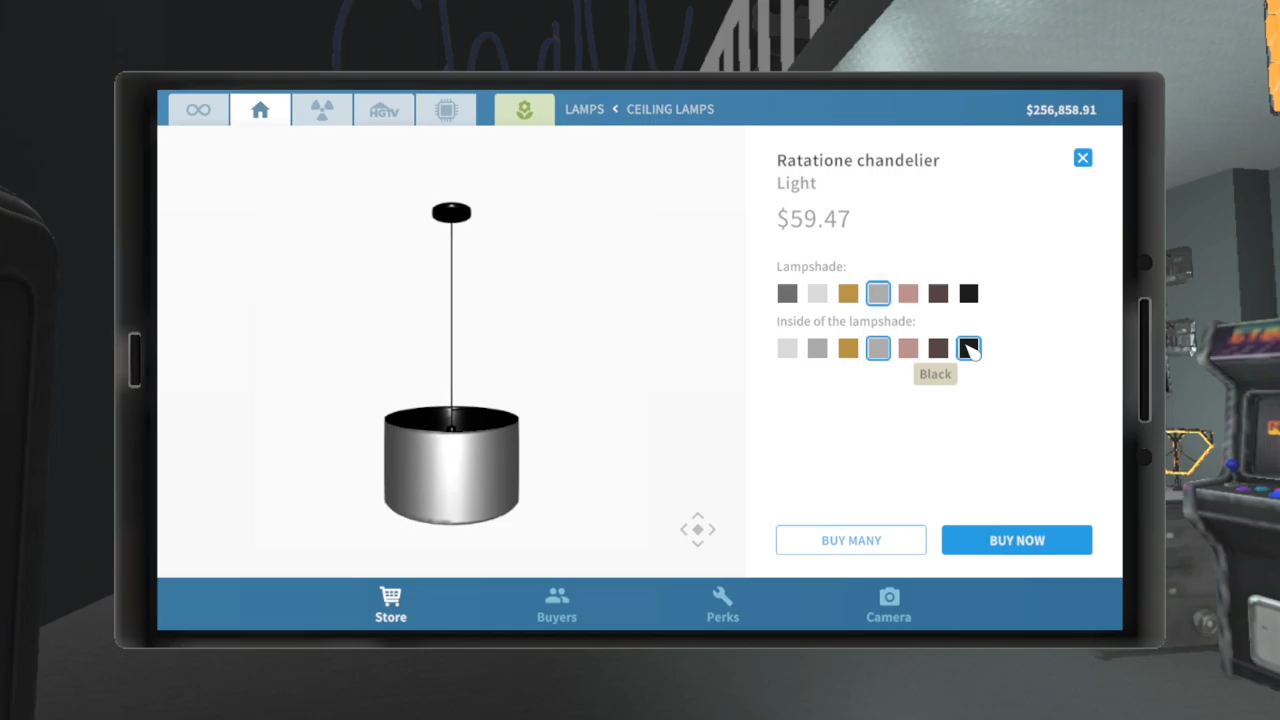 Chill
HGTV
LAMPS < CEILING LAMPS
$256,858.91
Ratatione chandelier
Light
$59.47
Lampshade:
Inside of the lampshade:
Black
BUY MANY
BUY NOW
Store
Buyers
Perks
Camera